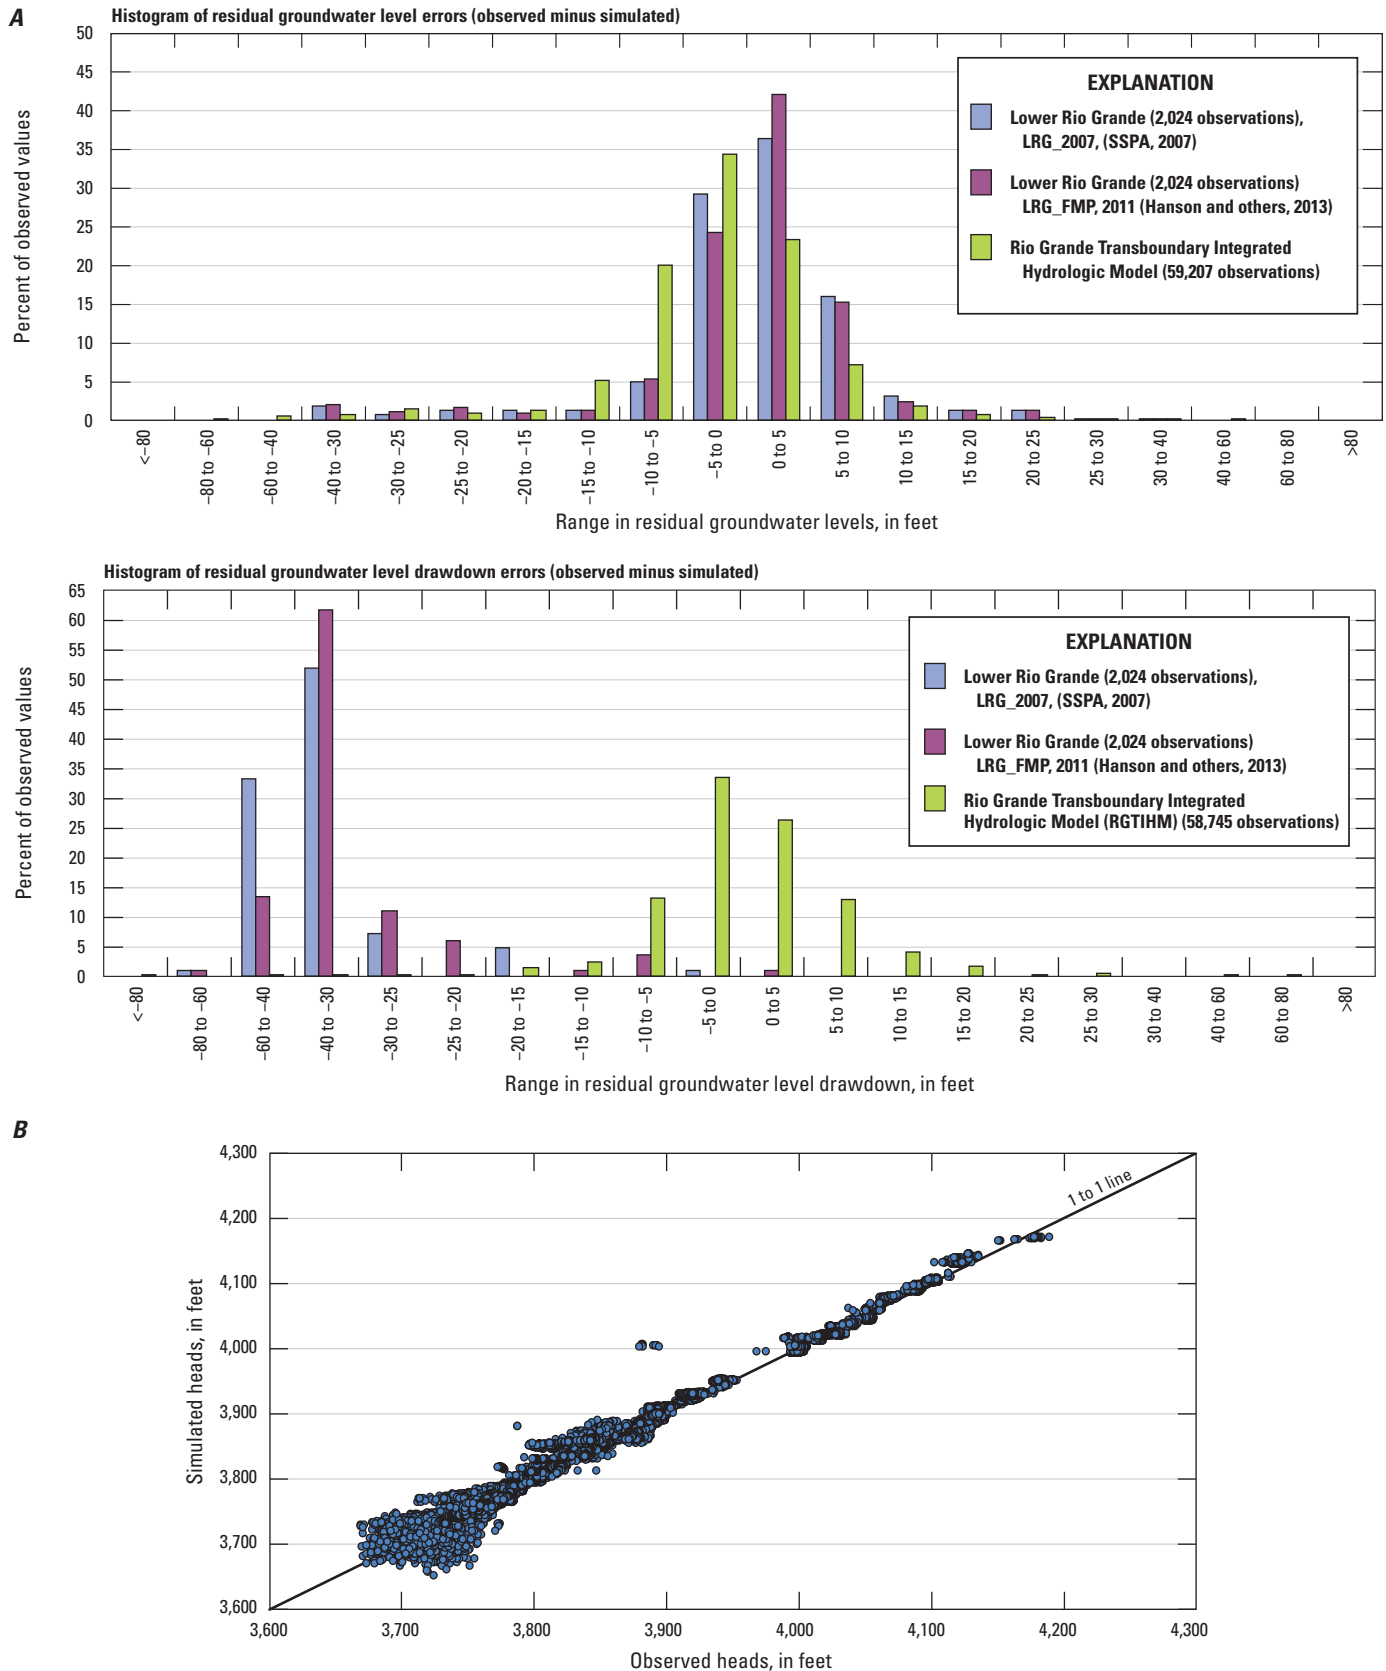 A
Histogram of residual groundwater level errors (observed minus simulated)
50
45
40
35
30
25
20
15
10
5
0
Percent of observed values
EXPLANATION
Lower Rio Grande (2,024 observations),
LRG_2007, (SSPA, 2007)
Lower Rio Grande (2,024 observations)
LRG_FMP, 2011 (Hanson and others, 2013)
Rio Grande Transboundary Integrated
Hydrologic Model (59,207 observations)
<–80
–80 to –60
–60 to –40
–40 to –30
–30 to –25
–25 to –20
–20 to –15
–15 to –10
–10 to –5
–5 to 0
0 to 5
5 to 10
10 to 15
15 to 20
20 to 25
25 to 30
30 to 40
40 to 60
60 to 80
>80
Range in residual groundwater levels, in feet
Histogram of residual groundwater level drawdown errors (observed minus simulated)
65
60
55
50
45
40
35
30
25
20
15
10
5
0
Percent of observed values
EXPLANATION
Lower Rio Grande (2,024 observations),
LRG_2007, (SSPA, 2007)
Lower Rio Grande (2,024 observations)
LRG_FMP, 2011 (Hanson and others, 2013)
Rio Grande Transboundary Integrated
Hydrologic Model (RGTIHM) (58,745 observations)
<–80
–80 to –60
–60 to –40
–40 to –30
–30 to –25
–25 to –20
–20 to –15
–15 to –10
–10 to –5
–5 to 0
0 to 5
5 to 10
10 to 15
15 to 20
20 to 25
25 to 30
30 to 40
40 to 60
60 to 80
>80
Range in residual groundwater level drawdown, in feet
B
4,300
4,200
4,100
4,000
3,900
3,800
3,700
3,600
Simulated heads, in feet
1 to 1 line
3,600
3,700
3,800
3,900
4,000
4,100
4,200
4,300
Observed heads, in feet